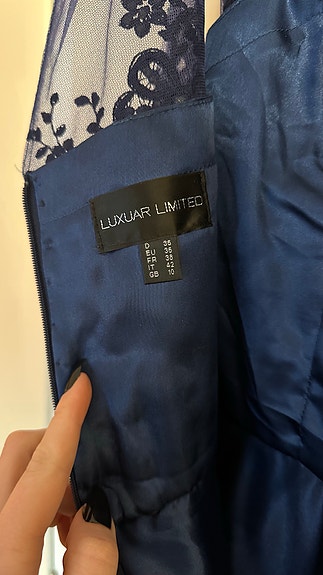 LUXUAR LIMITED
D 36
EU 36
FR 38
IT 42
GB 10